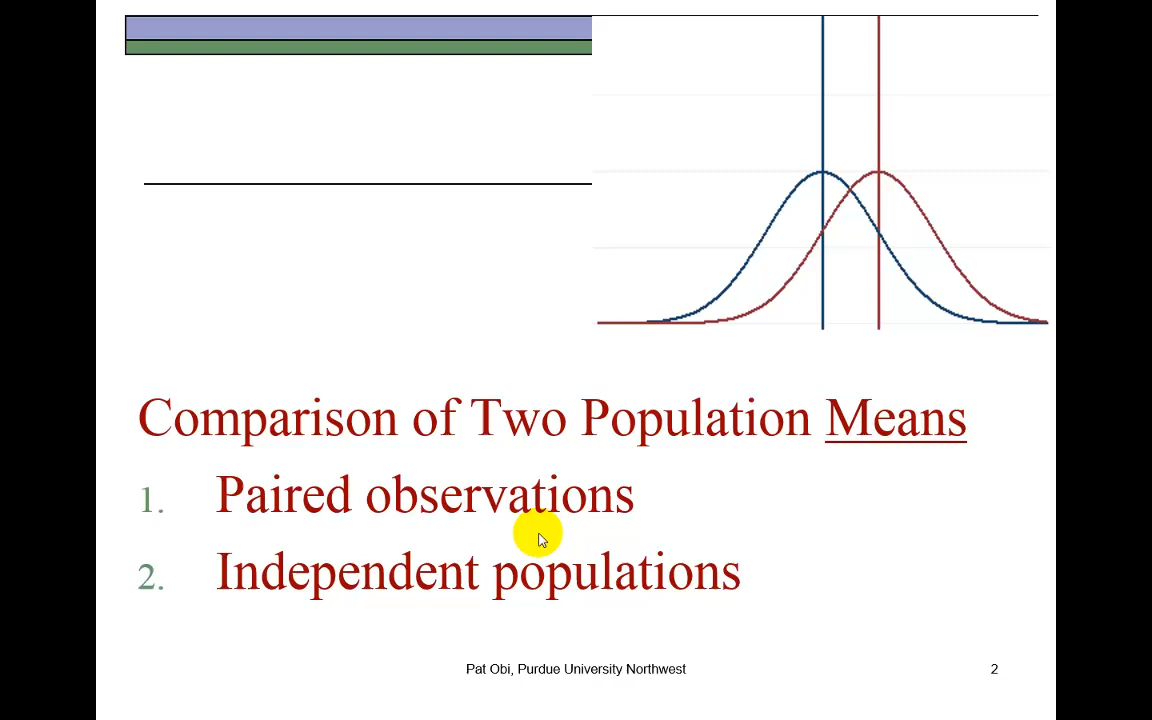 Comparison of Two Population Means
1. Paired observations
2. Independent populations
Pat Obi, Purdue University Northwest 2